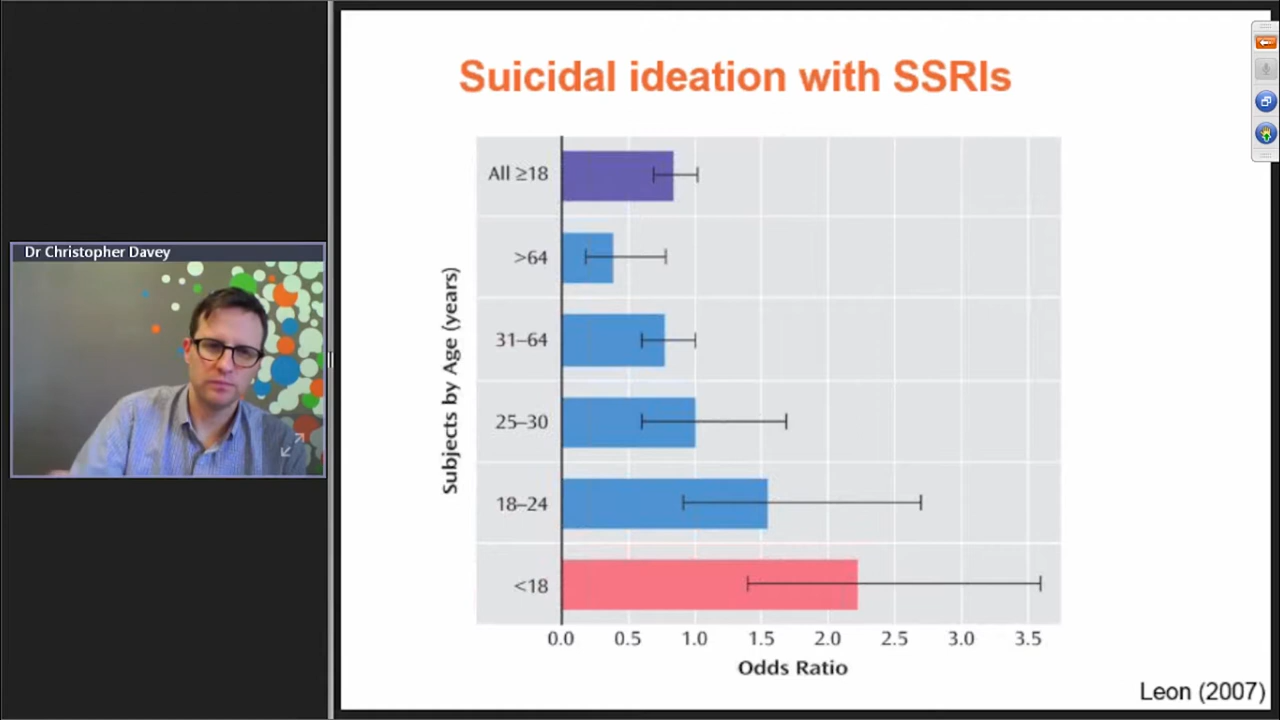 Dr Christopher Davey
Suicidal ideation with SSRIs
Subjects by Age (years)
All ≥18
>64
31–64
25–30
18–24
<18
0.0 0.5 1.0 1.5 2.0 2.5 3.0 3.5
Odds Ratio
Leon (2007)